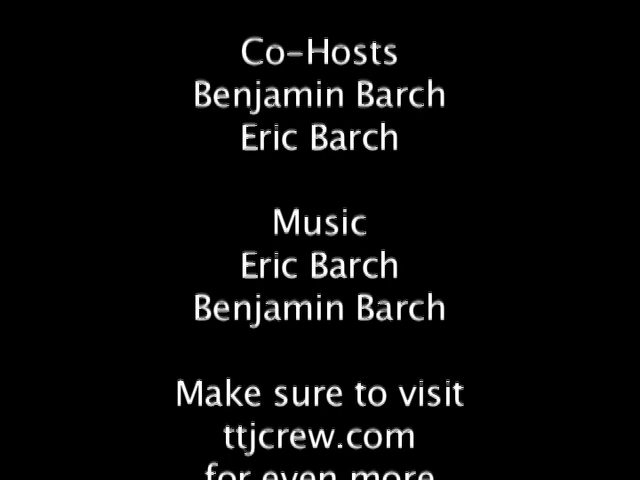 Co-Hosts
Benjamin Barch
Eric Barch
Music
Eric Barch
Benjamin Barch
Make sure to visit
ttjcrew.com
for even more